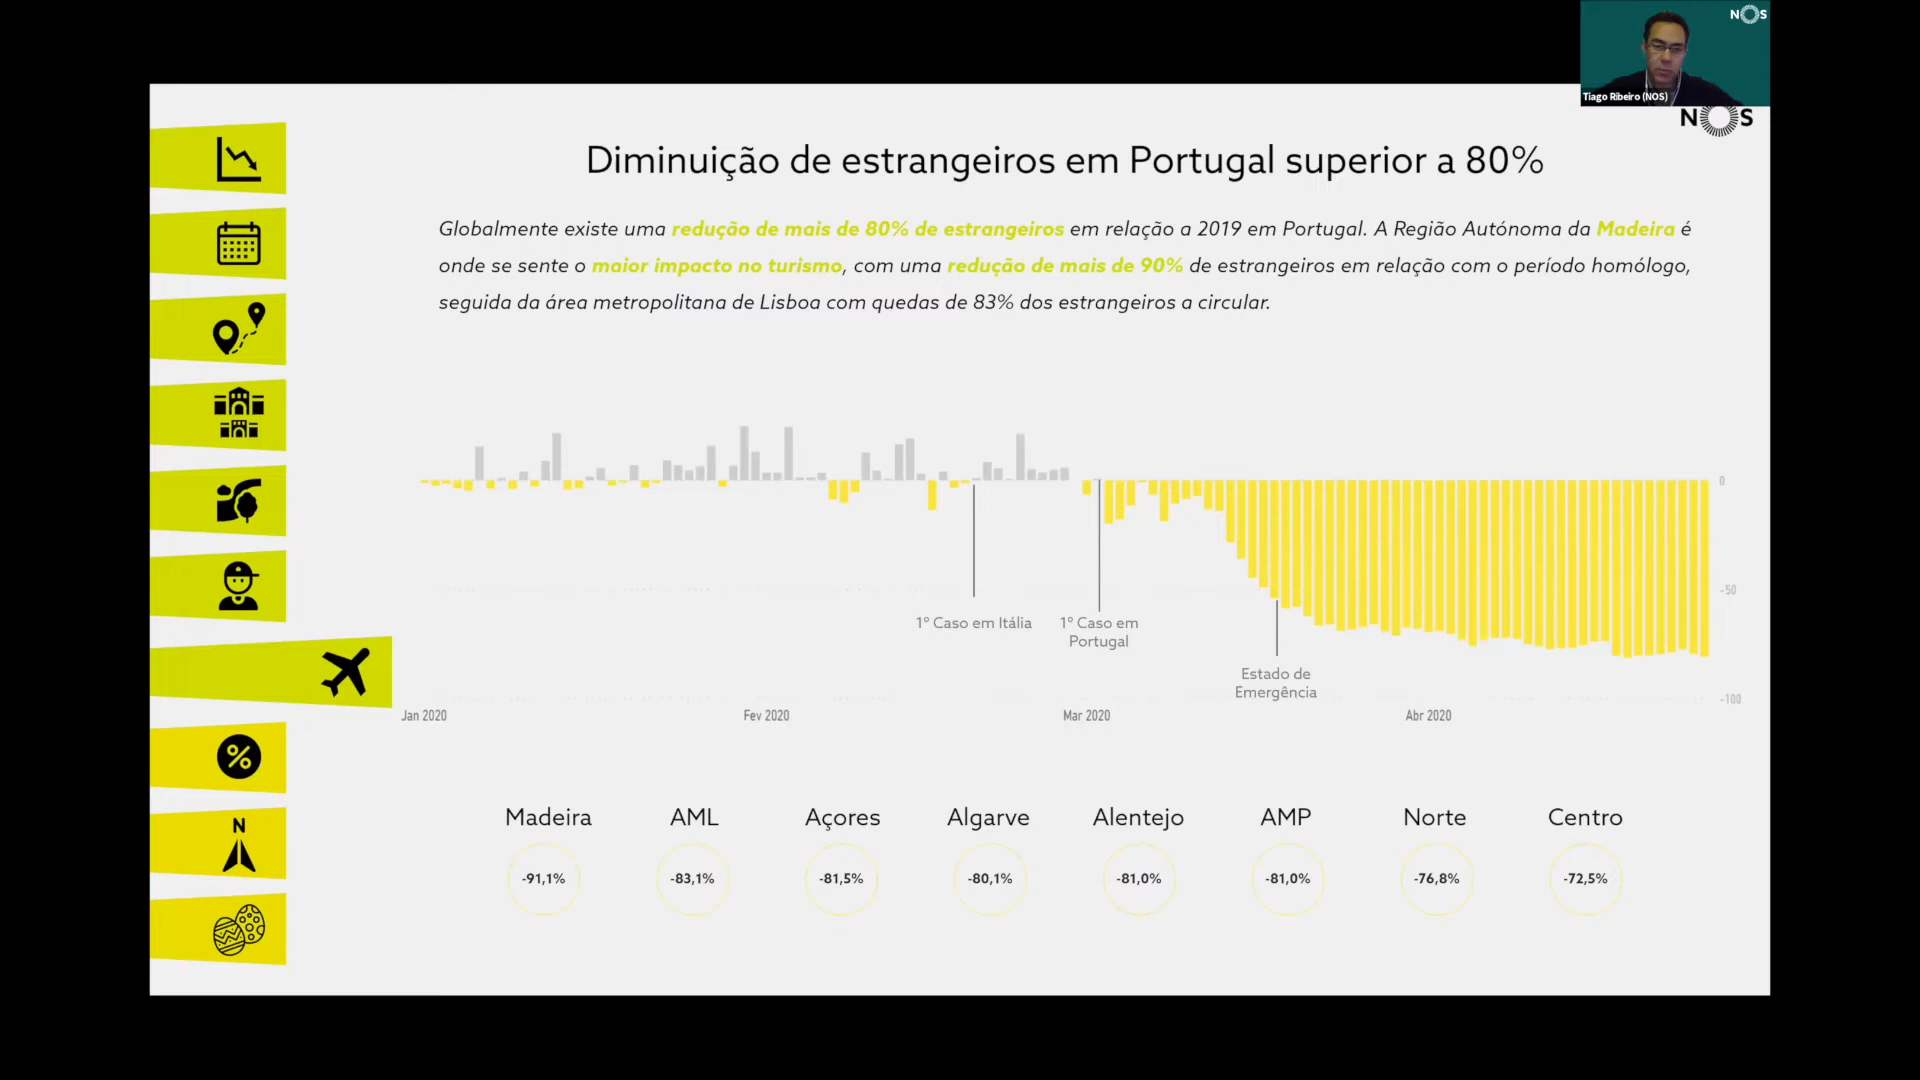 NOS
Tiago Ribeiro (NOS)
NOS
Diminuição de estrangeiros em Portugal superior a 80%
Globalmente existe uma redução de mais de 80% de estrangeiros em relação a 2019 em Portugal. A Região Autónoma da Madeira é
onde se sente o maior impacto no turismo, com uma redução de mais de 90% de estrangeiros em relação com o período homólogo,
seguida da área metropolitana de Lisboa com quedas de 83% dos estrangeiros a circular.
0
-50
-100
1º Caso em Itália
1º Caso em
Portugal
Estado de
Emergência
Jan 2020
Fev 2020
Mar 2020
Abr 2020
%
N
Madeira
AML
Açores
Algarve
Alentejo
AMP
Norte
Centro
-91,1%
-83,1%
-81,5%
-80,1%
-81,0%
-81,0%
-76,8%
-72,5%